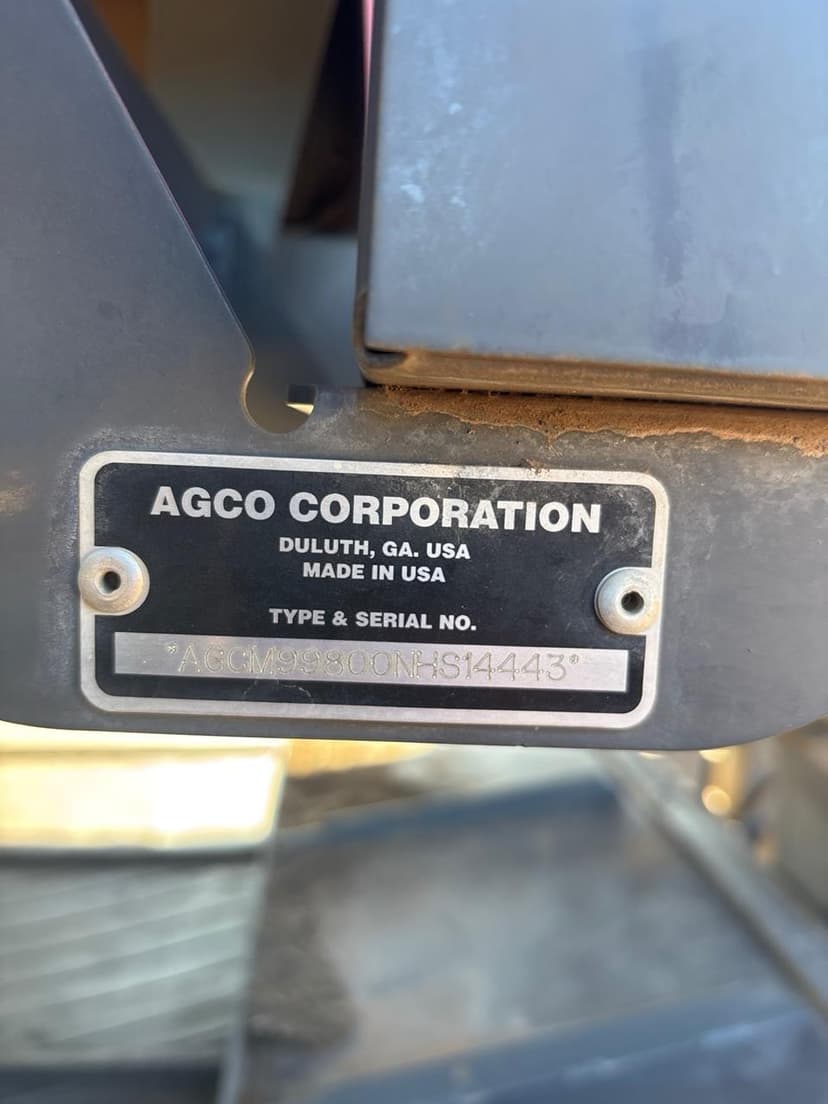 AGCO CORPORATION
DULUTH, GA. USA
MADE IN USA
TYPE & SERIAL NO.
*AGCM99800NHS14443*